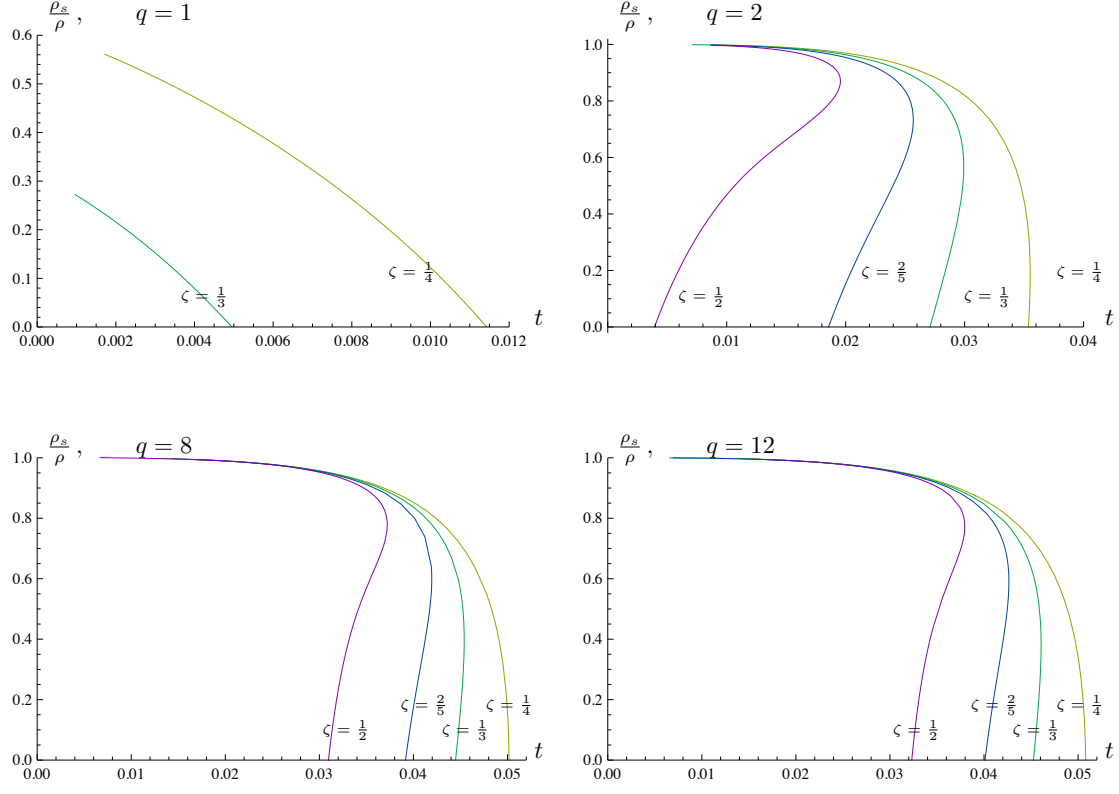 ρₛ/ρ , q = 1
0.6
0.5
0.4
0.3
0.2
0.1
0.0
ζ = 1/4
ζ = 1/3
t
0.000 0.002 0.004 0.006 0.008 0.010 0.012
ρₛ/ρ , q = 2
1.0
0.8
0.6
0.4
0.2
0.0
ζ = 1/2
ζ = 2/5
ζ = 1/3
ζ = 1/4
t
0.01 0.02 0.03 0.04
ρₛ/ρ , q = 8
1.0
0.8
0.6
0.4
0.2
0.0
ζ = 1/2
ζ = 2/5
ζ = 1/3
ζ = 1/4
t
0.00 0.01 0.02 0.03 0.04 0.05
ρₛ/ρ , q = 12
1.0
0.8
0.6
0.4
0.2
0.0
ζ = 1/2
ζ = 2/5
ζ = 1/3
ζ = 1/4
t
0.00 0.01 0.02 0.03 0.04 0.05